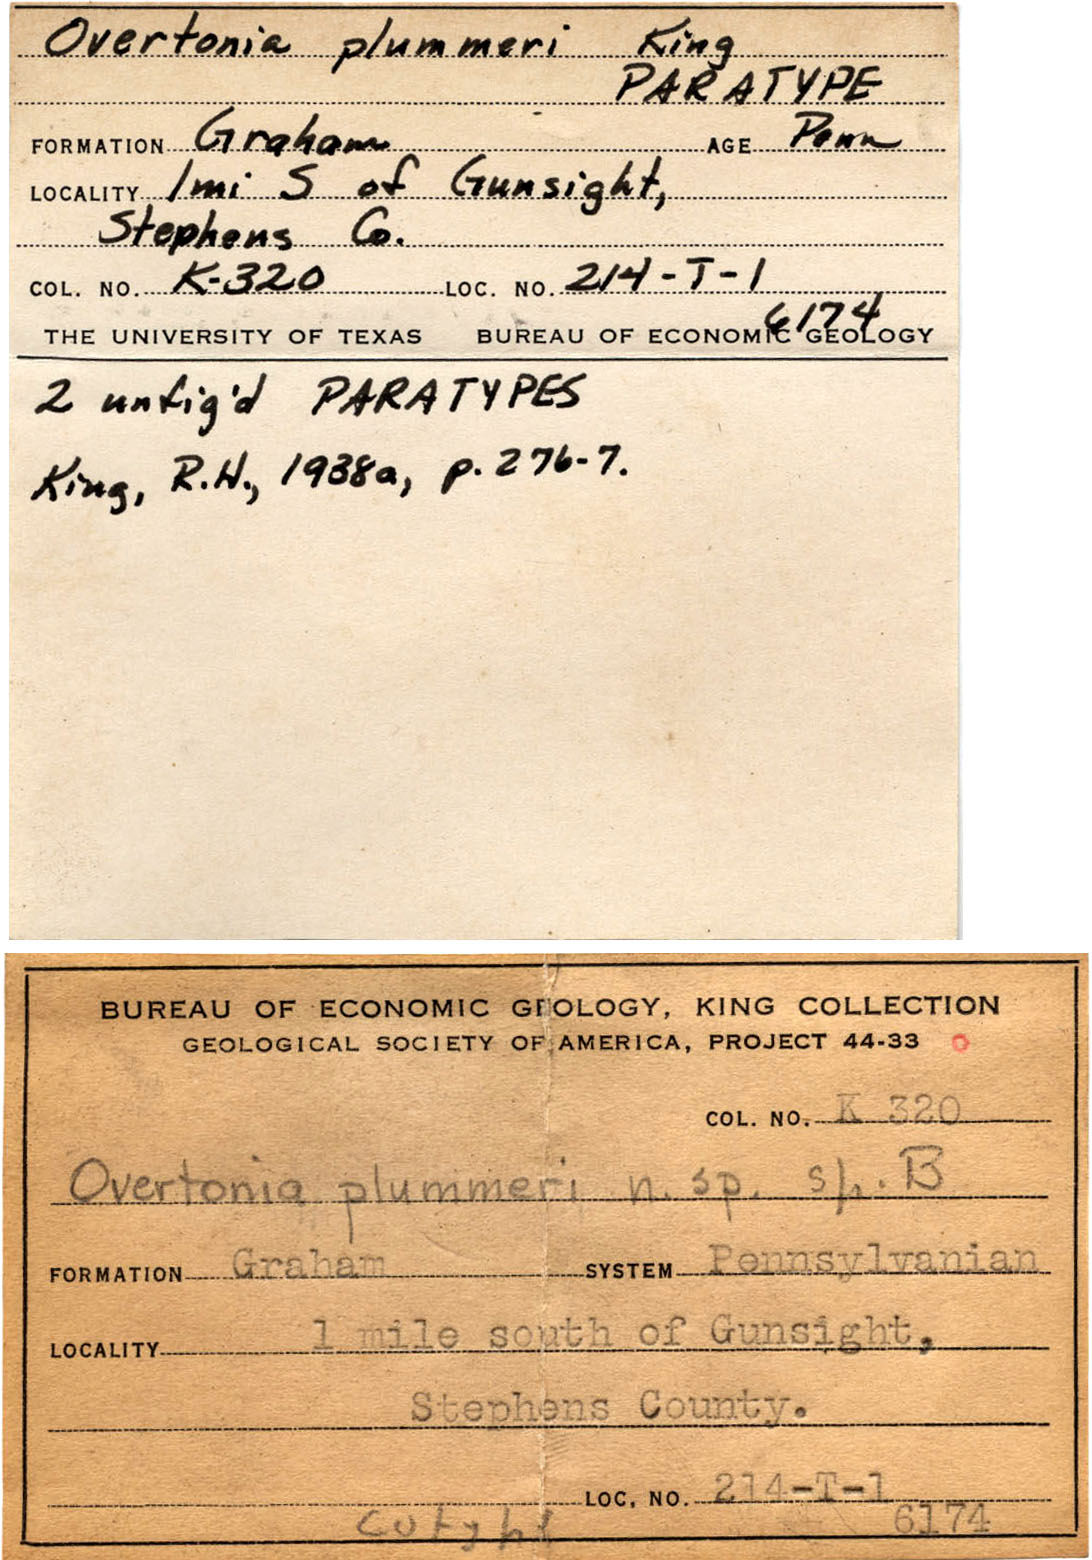 Overtonia plummeri King
PARATYPE
FORMATION Graham AGE Penn
LOCALITY 1mi S of Gunsight,
Stephens Co.
COL. NO. K-320 LOC. NO. 214-T-1
6174
THE UNIVERSITY OF TEXAS BUREAU OF ECONOMIC GEOLOGY
2 unfig'd PARATYPES
King, R.H., 1938a, p. 276-7.
BUREAU OF ECONOMIC GEOLOGY, KING COLLECTION
GEOLOGICAL SOCIETY OF AMERICA, PROJECT 44-33
COL. NO. K 320
Overtonia plummeri n. sp. sp. B
FORMATION Graham SYSTEM Pennsylvanian
LOCALITY 1 mile south of Gunsight,
Stephens County.
LOC. NO. 214-T-1
6174